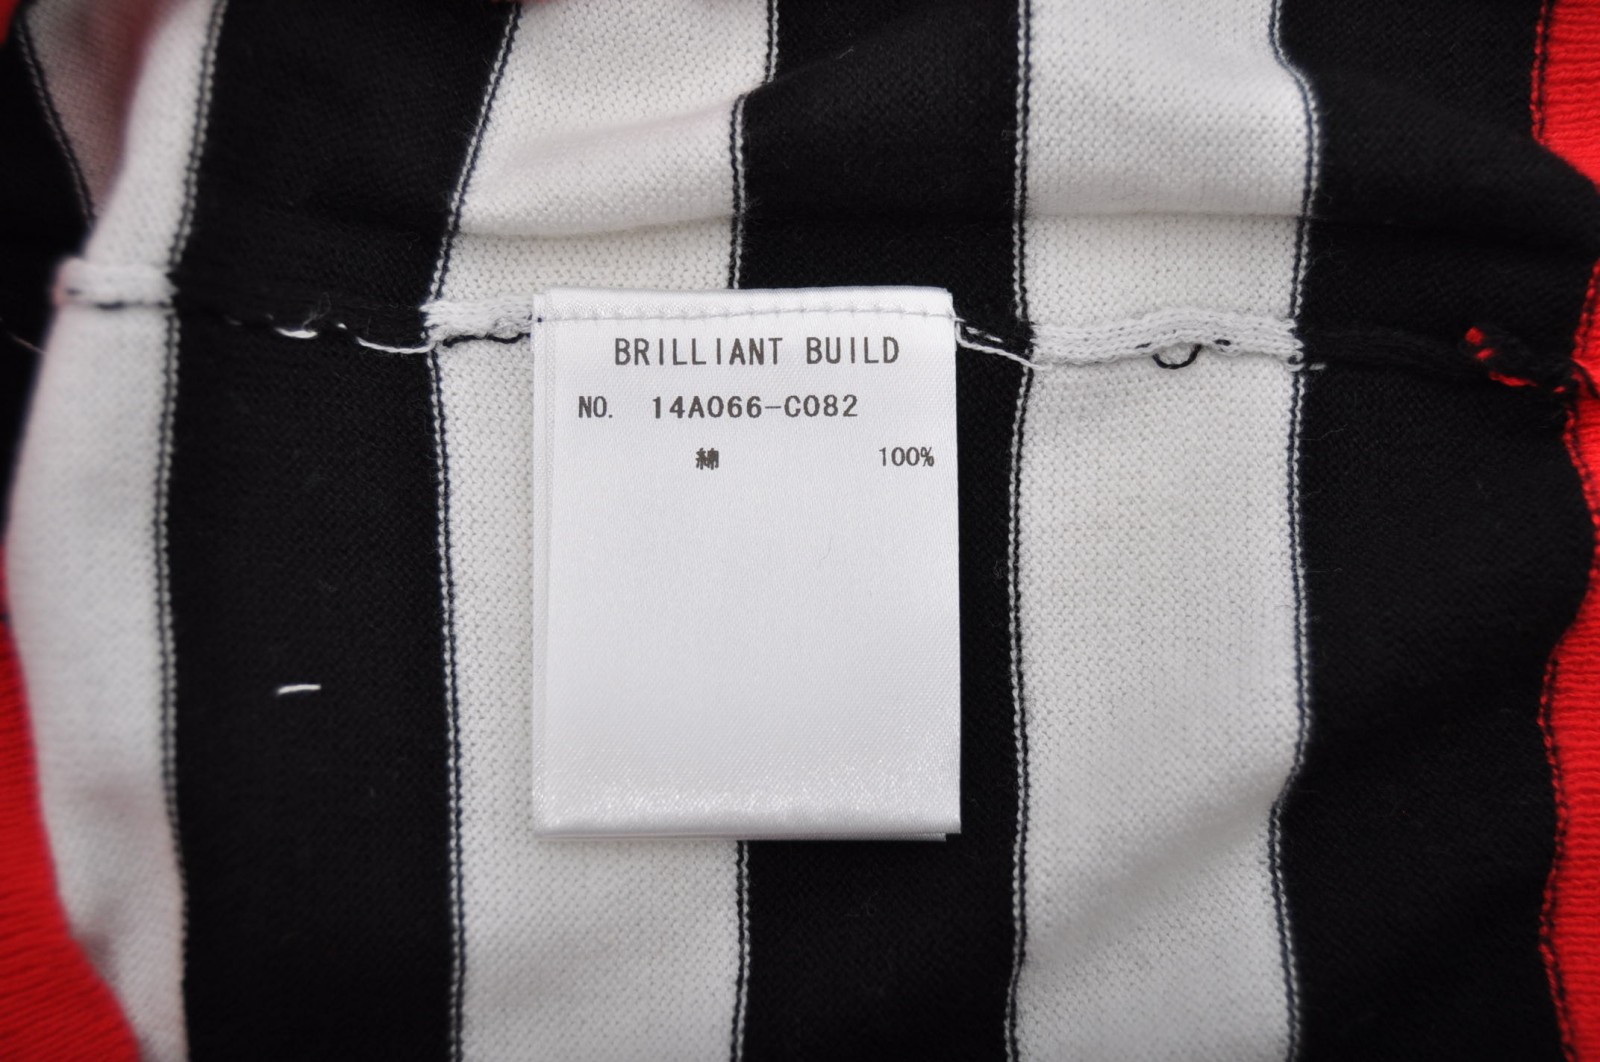 BRILLIANT BUILD
NO. 14A066-C082
綿 100%